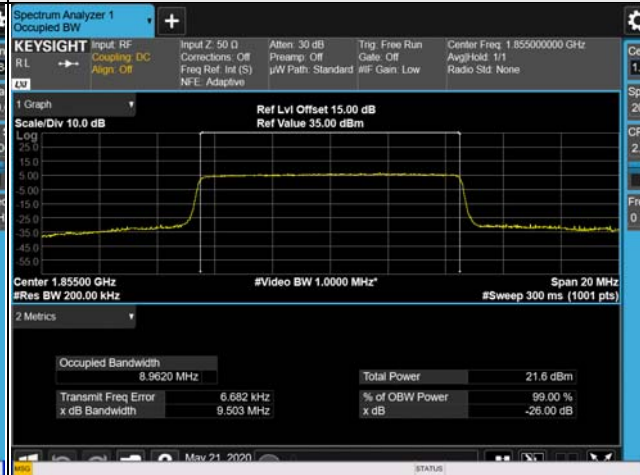 Spectrum Analyzer 1
Occupied BW
+
KEYSIGHT
RL
Input: RF
Coupling: DC
Align: Off
Input Z: 50 Ω
Corrections: Off
Freq Ref: Int (S)
NFE: Adaptive
Atten: 30 dB
Preamp: Off
µW Path: Standard
Trig: Free Run
Gate: Off
#IF Gain: Low
Center Freq: 1.855000000 GHz
Avg|Hold: 1/1
Radio Std: None
LXI
1 Graph
Scale/Div 10.0 dB
Ref Lvl Offset 15.00 dB
Ref Value 35.00 dBm
Log
25.0
15.0
5.00
-5.00
-15.0
-25.0
-35.0
-45.0
-55.0
Center 1.85500 GHz
#Video BW 1.0000 MHz*
Span 20 MHz
#Res BW 200.00 kHz
#Sweep 300 ms (1001 pts)
2 Metrics
Occupied Bandwidth
8.9620 MHz
Transmit Freq Error 6.682 kHz
x dB Bandwidth 9.503 MHz
Total Power 21.6 dBm
% of OBW Power 99.00 %
x dB -26.00 dB
May 21, 2020
MSG
STATUS